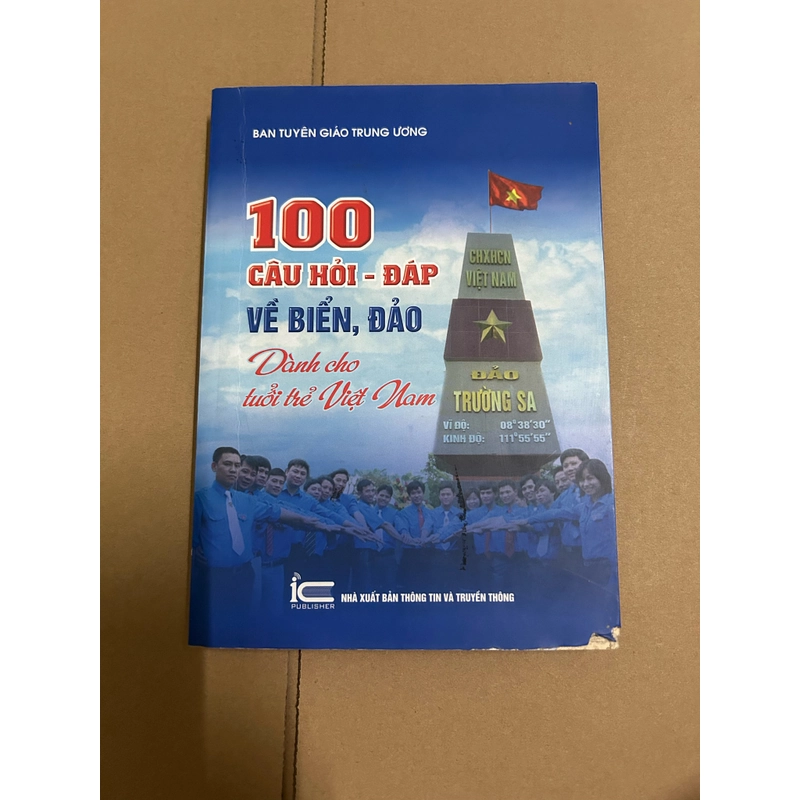 BAN TUYÊN GIÁO TRUNG ƯƠNG
100
CÂU HỎI - ĐÁP
VỀ BIỂN, ĐẢO
Dành cho
tuổi trẻ Việt Nam
CHXHCN
VIỆT NAM
ĐẢO
TRƯỜNG SA
VĨ ĐỘ: 08° 38' 30"
KINH ĐỘ: 111° 55' 55"
ic
PUBLISHER
NHÀ XUẤT BẢN THÔNG TIN VÀ TRUYỀN THÔNG